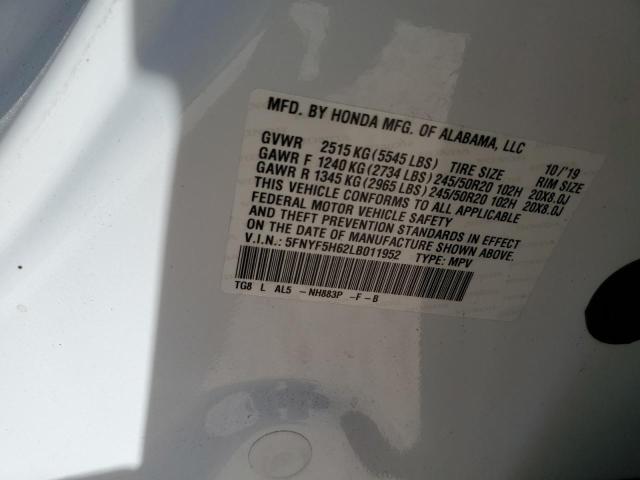 MFD. BY HONDA MFG. OF ALABAMA, LLC
GVWR 2515 KG (5545 LBS) TIRE SIZE 10/'19 RIM SIZE
GAWR F 1240 KG (2734 LBS) 245/50R20 102H 20X8.0J
GAWR R 1345 KG (2965 LBS) 245/50R20 102H 20X8.0J
THIS VEHICLE CONFORMS TO ALL APPLICABLE
FEDERAL MOTOR VEHICLE SAFETY
AND THEFT PREVENTION STANDARDS IN EFFECT
ON THE DATE OF MANUFACTURE SHOWN ABOVE.
V.I.N.: 5FNYF5H62LB011952 TYPE: MPV
TG8 L AL5 -NH883P -F-B